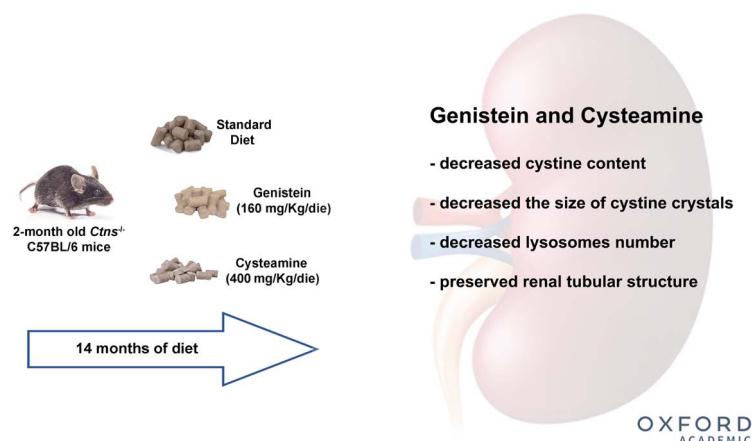 Standard
Diet
Genistein
(160 mg/Kg/die)
2-month old Ctns-/-
C57BL/6 mice
Cysteamine
(400 mg/Kg/die)
14 months of diet
Genistein and Cysteamine
- decreased cystine content
- decreased the size of cystine crystals
- decreased lysosomes number
- preserved renal tubular structure
OXFORD
ACADEMIC